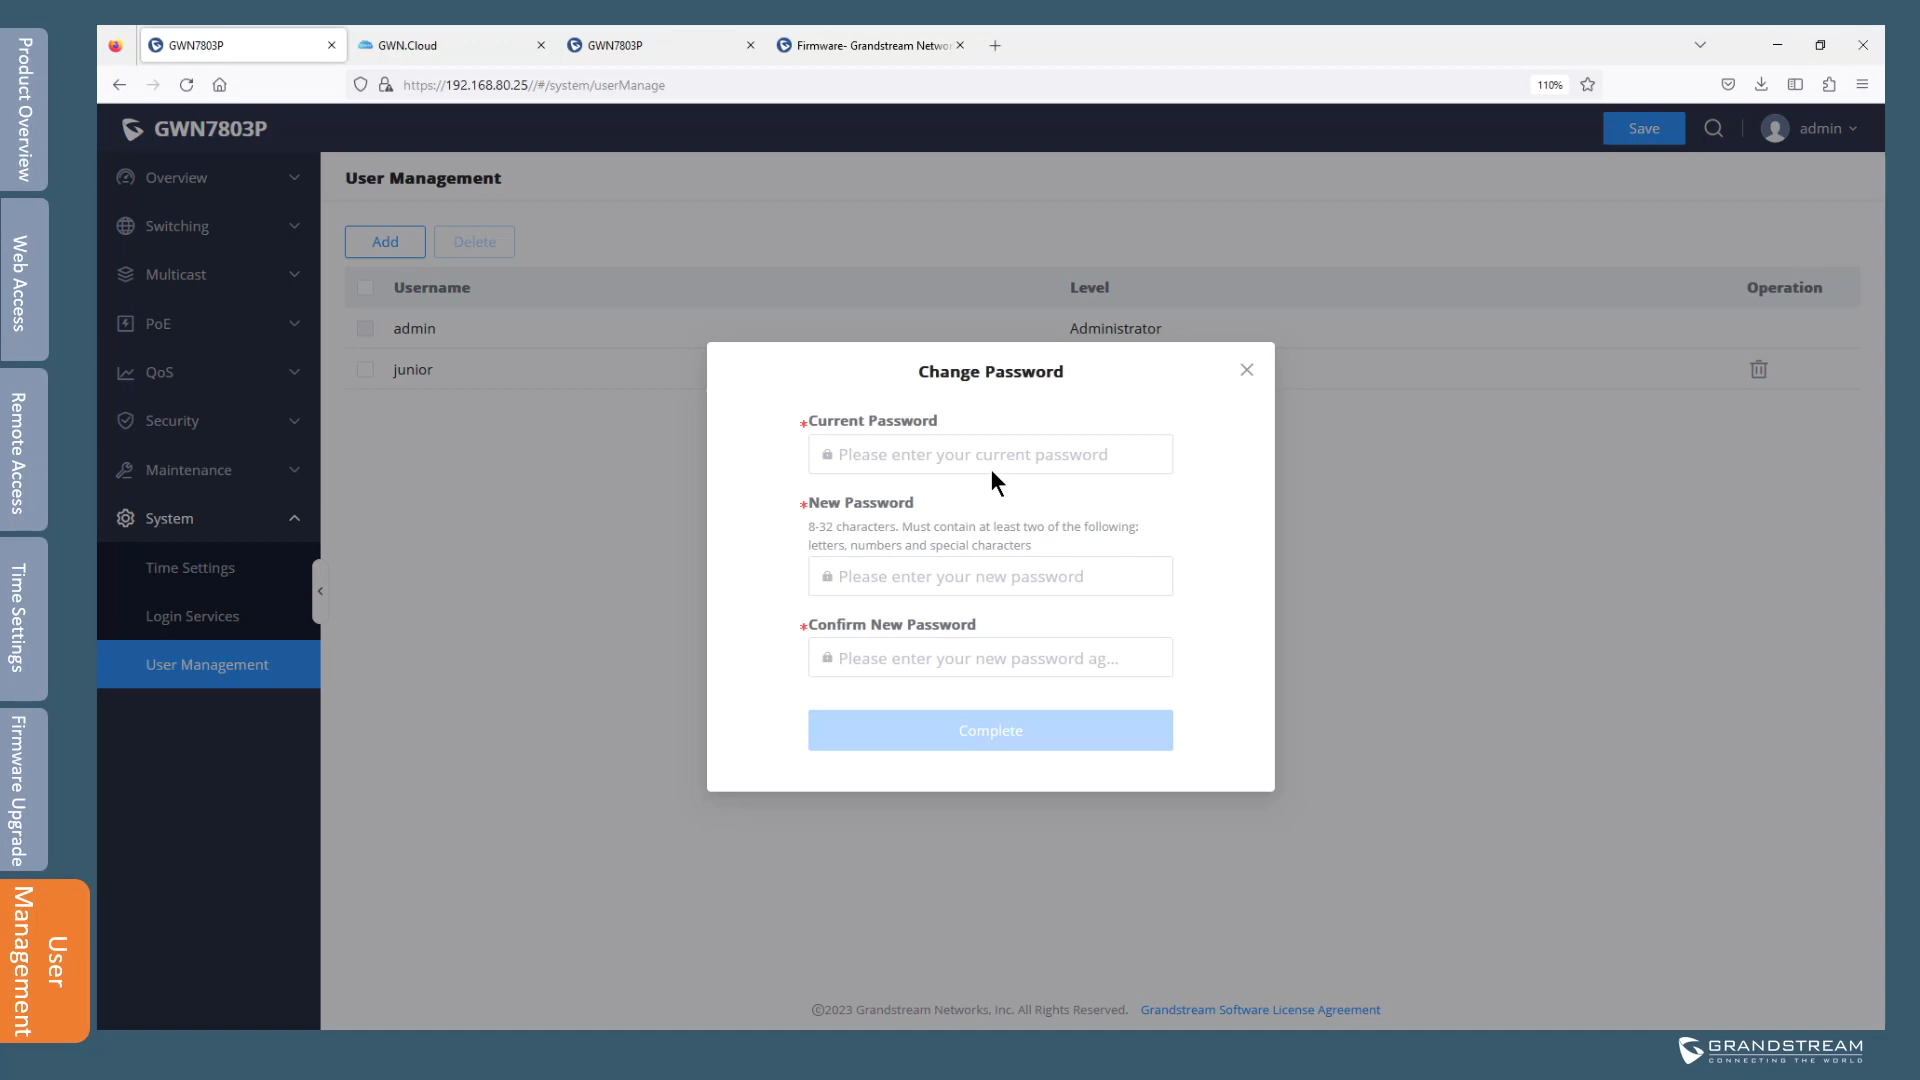 Product Overview
Web Access
Remote Access
Time Settings
Firmware Upgrade
User
Management
GWN7803P
GWN.Cloud
GWN7803P
Firmware- Grandstream Netwo
https://192.168.80.25//#/system/userManage
110%
GWN7803P
Save
admin
Overview
Switching
Multicast
PoE
QoS
Security
Maintenance
System
Time Settings
Login Services
User Management
User Management
Add
Delete
Username
Level
Operation
admin
Administrator
junior
Change Password
*Current Password
Please enter your current password
*New Password
8-32 characters. Must contain at least two of the following:
letters, numbers and special characters
Please enter your new password
*Confirm New Password
Please enter your new password ag...
Complete
©2023 Grandstream Networks, Inc. All Rights Reserved.
Grandstream Software License Agreement
GRANDSTREAM
CONNECTING THE WORLD